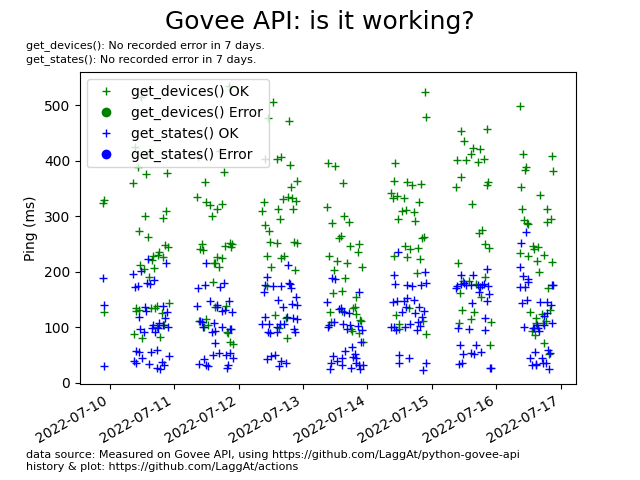 Govee API: is it working?
get_devices(): No recorded error in 7 days.
get_states(): No recorded error in 7 days.
get_devices() OK
get_devices() Error
get_states() OK
get_states() Error
500
400
300
200
100
0
Ping (ms)
2022-07-10
2022-07-11
2022-07-12
2022-07-13
2022-07-14
2022-07-15
2022-07-16
2022-07-17
data source: Measured on Govee API, using https://github.com/LaggAt/python-govee-api
history & plot: https://github.com/LaggAt/actions